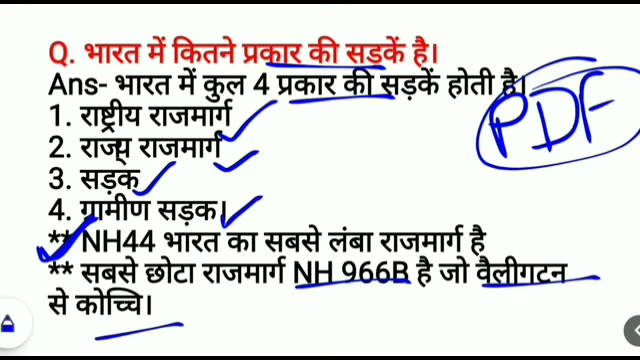 Q. भारत में कितने प्रकार की सडकें है।
Ans- भारत में कुल 4 प्रकार की सड़कें होती है।
1. राष्ट्रीय राजमार्ग
2. राज्य राजमार्ग
3. सड़क
4. ग्रामीण सड़क।
** NH44 भारत का सबसे लंबा राजमार्ग है
** सबसे छोटा राजमार्ग NH 966B है जो वैलीगटन
से कोच्चि।
PDF